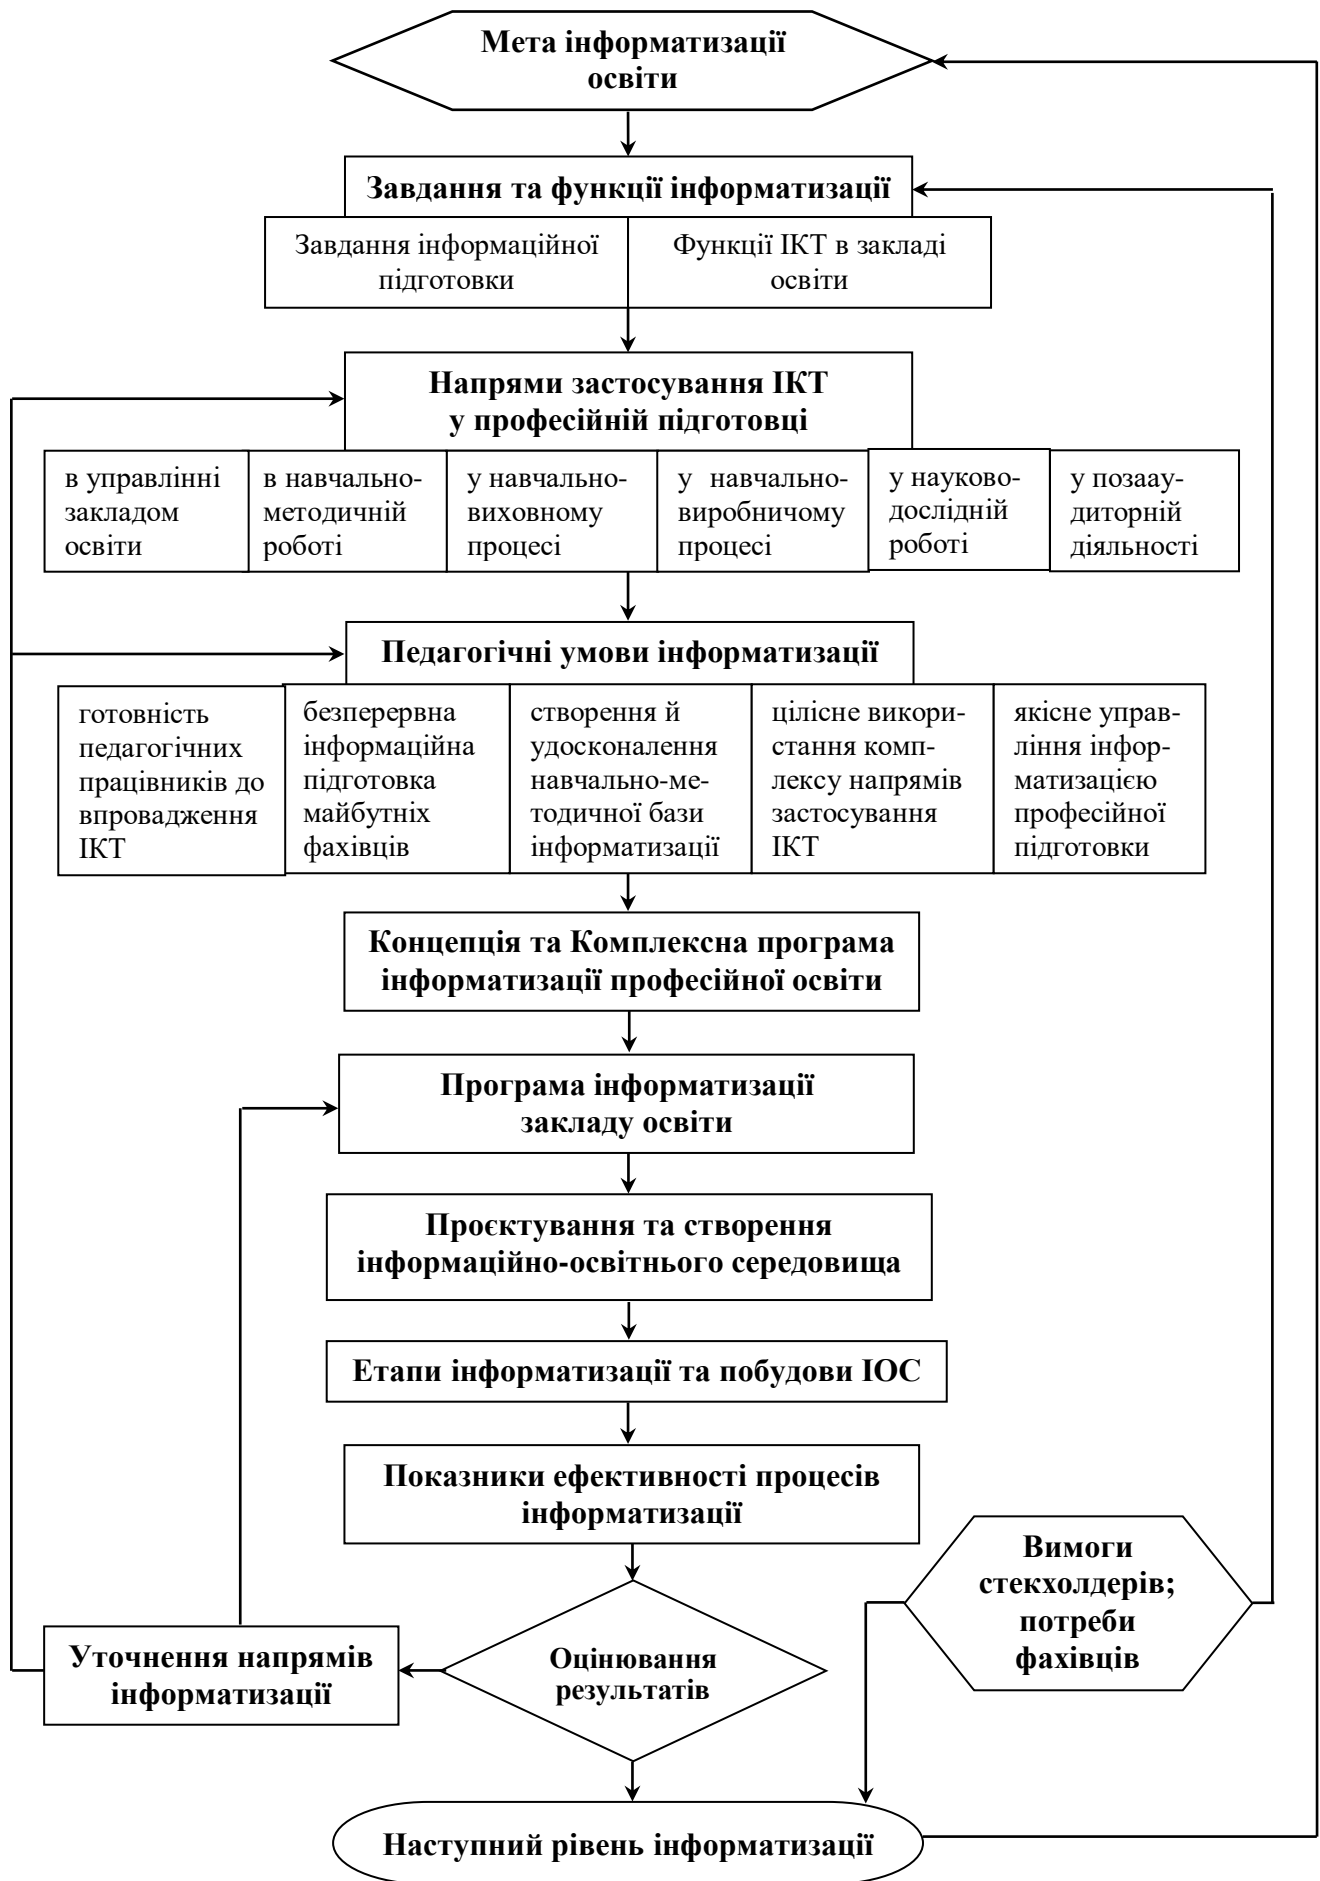 Мета інформатизації
освіти
Завдання та функції інформатизації
Завдання інформаційної
підготовки
Функції ІКТ в закладі
освіти
Напрями застосування ІКТ
у професійній підготовці
в управлінні
закладом
освіти
в навчально-
методичній
роботі
у навчально-
виховному
процесі
у навчально-
виробничому
процесі
у науково-
дослідній
роботі
у позаау-
диторній
діяльності
Педагогічні умови інформатизації
готовність
педагогічних
працівників до
впровадження
ІКТ
безперервна
інформаційна
підготовка
майбутніх
фахівців
створення й
удосконалення
навчально-ме-
тодичної бази
інформатизації
цілісне викори-
стання комп-
лексу напрямів
застосування
ІКТ
якісне управ-
ління інфор-
матизацією
професійної
підготовки
Концепція та Комплексна програма
інформатизації професійної освіти
Програма інформатизації
закладу освіти
Проєктування та створення
інформаційно-освітнього середовища
Етапи інформатизації та побудови ІОС
Показники ефективності процесів
інформатизації
Вимоги
стекхолдерів;
потреби
фахівців
Уточнення напрямів
інформатизації
Оцінювання
результатів
Наступний рівень інформатизації